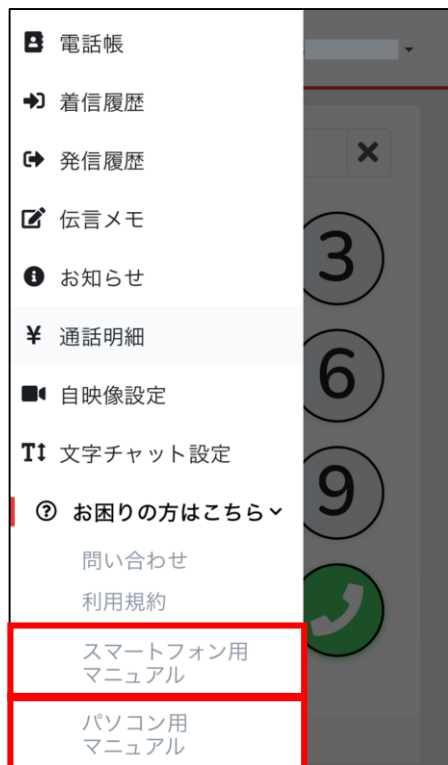 電話帳
着信履歴
発信履歴
伝言メモ
お知らせ
¥ 通話明細
自映像設定
T 文字チャット設定
お困りの方はこちら
問い合わせ
利用規約
スマートフォン用
マニュアル
パソコン用
マニュアル
3
6
9